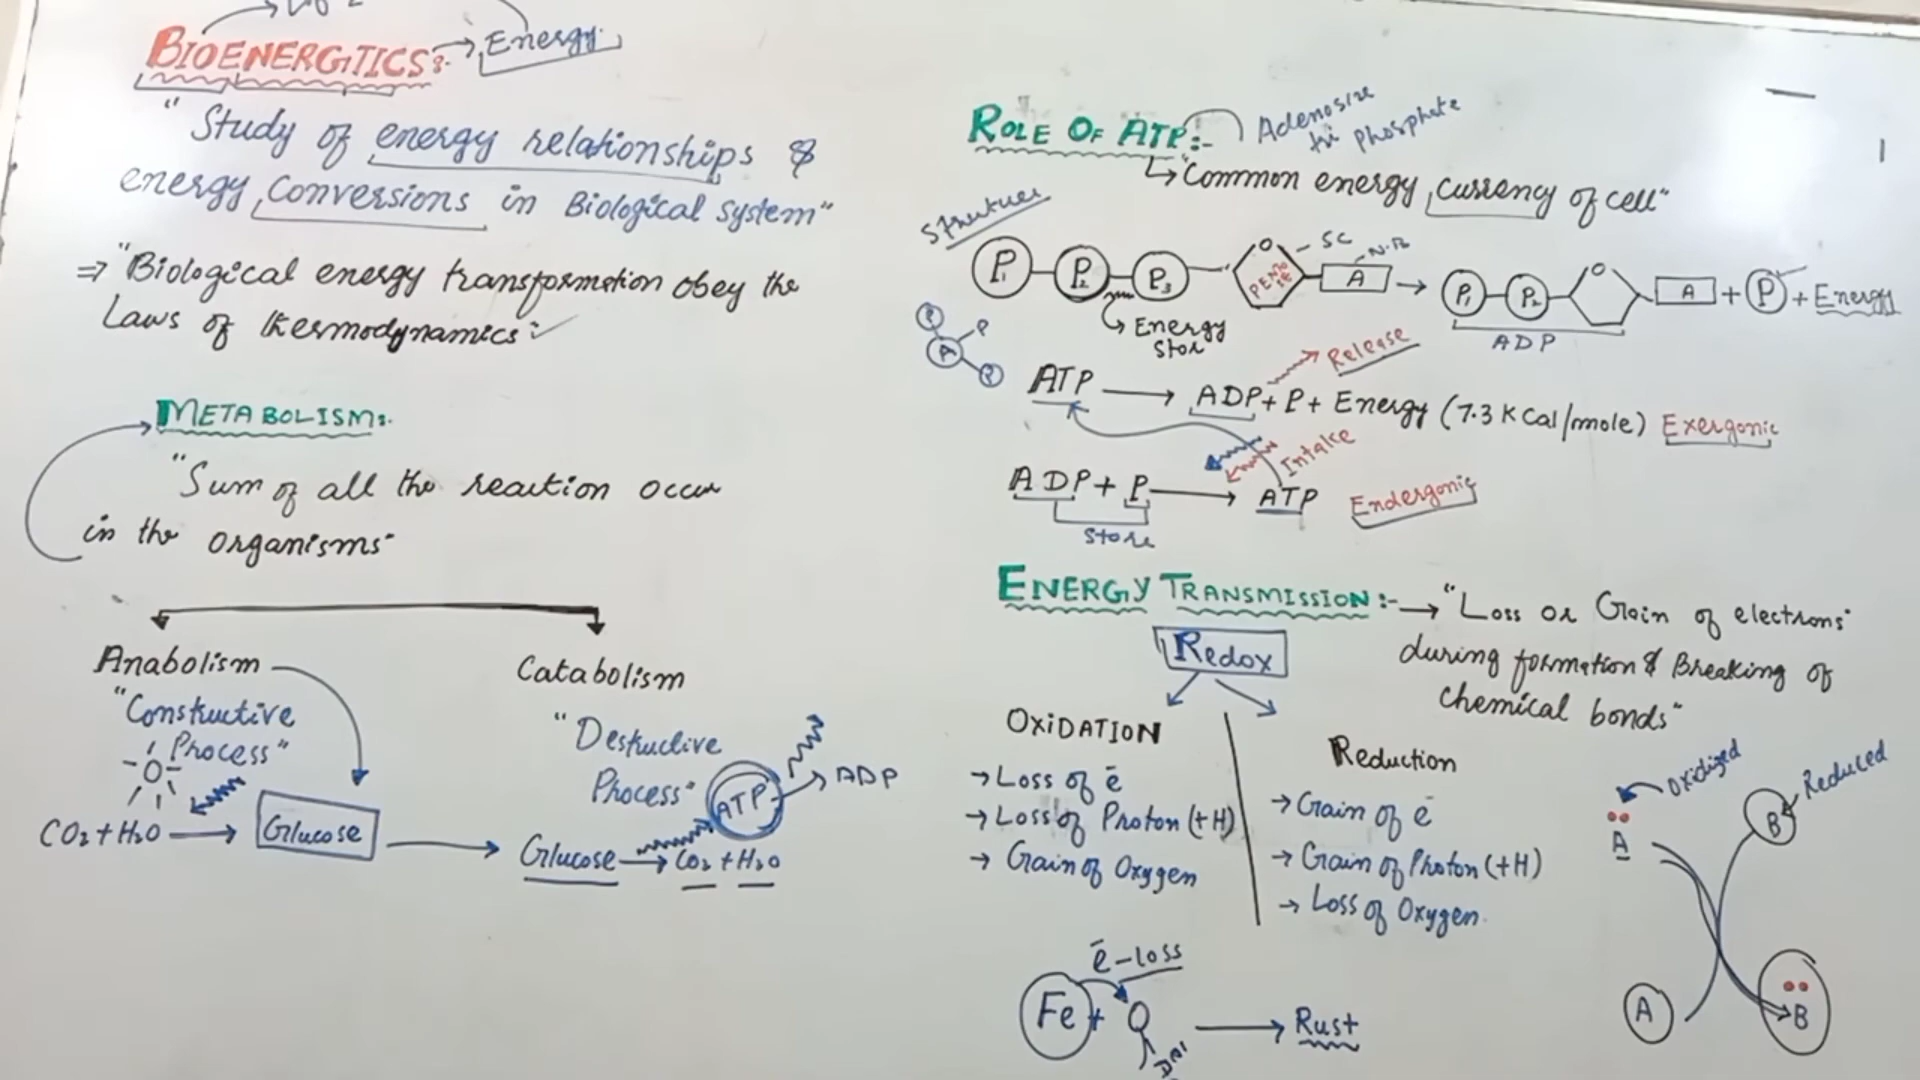 BIOENERGITICS:- → Energy
"Study of energy relationships &
energy conversions in Biological system"
⇒ "Biological energy transformation obey the
Laws of thermodynamics:
METABOLISM:-
"Sum of all the reaction occur
in the organisms"
Anabolism
"Constructive
Process"
CO2 + H2O → Glucose
Catabolism
"Destructive
Process"
ATP → ADP
Glucose → CO2 + H2O
ROLE OF ATP:- Adenosine
tri Phosphate
"Common energy currency of cell"
Structure
P1 P2 P3 O PENTOSE SC A N.B → P1 P2 O A + P + Energy
Energy
Stor
ADP
P A P P
Release
ATP → ADP + P + Energy (7.3 KCal/mole) Exergonic
Intake
ADP + P → ATP Endergonic
Store
ENERGY TRANSMISSION:- → "Loss or Gain of electrons
during formation & Breaking of
chemical bonds"
Redox
OXiDATION
→ Loss of ē
→ Loss of Proton (+H)
→ Gain of Oxygen
Reduction
→ Gain of ē
→ Gain of Proton (+H)
→ Loss of Oxygen.
ē-loss
Fe + O → Rust
Oxidized
Reduced
A B
A B